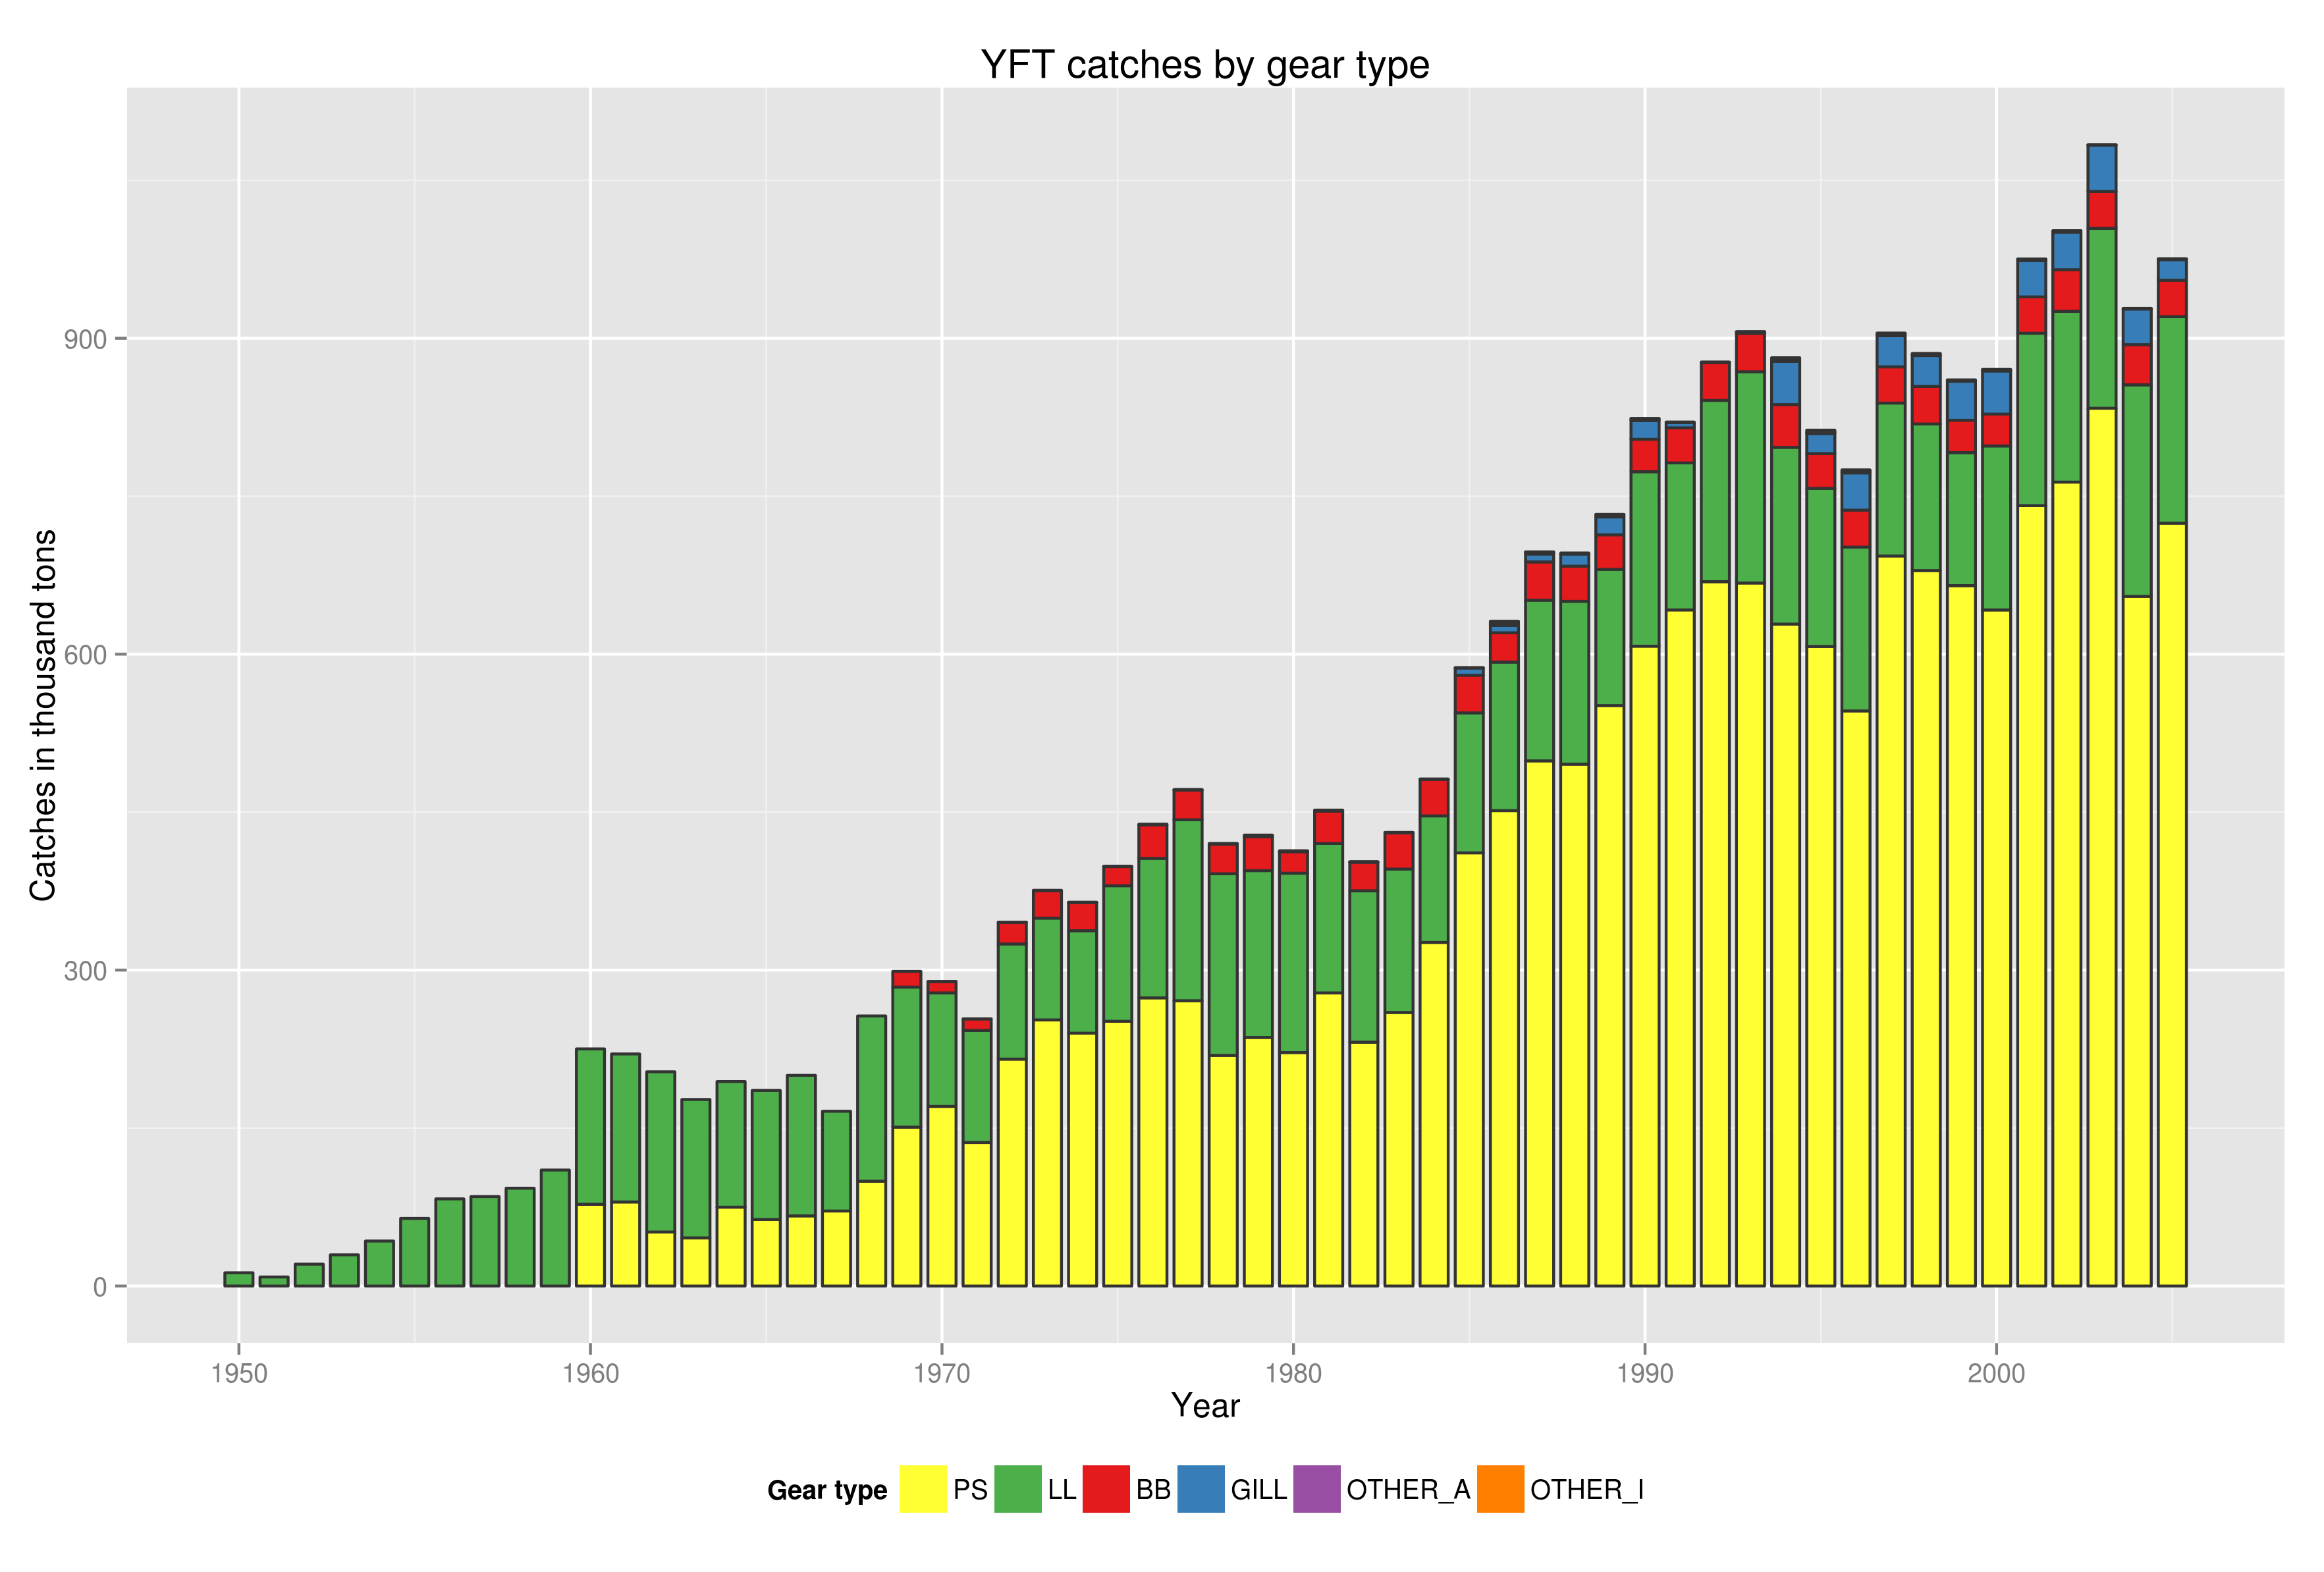 YFT catches by gear type
Catches in thousand tons
900
600
300
0
1950 1960 1970 1980 1990 2000
Year
Gear type PS LL BB GILL OTHER_A OTHER_I